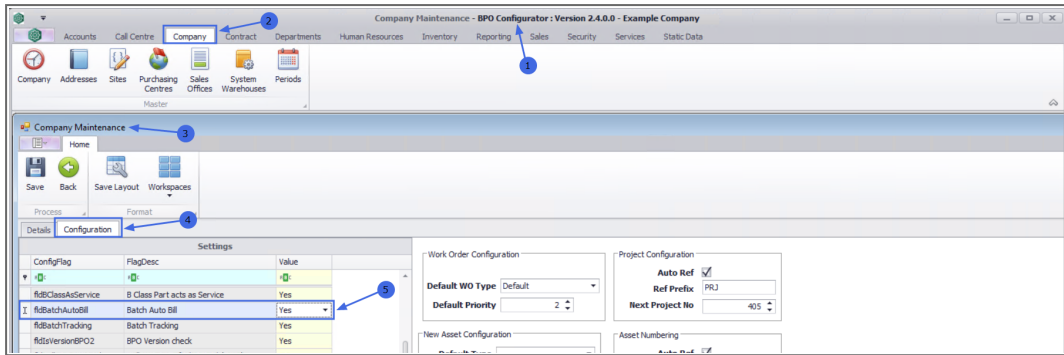 Company Maintenance - BPO Configurator : Version 2.4.0.0 - Example Company
2
Accounts Call Centre Company Contract Departments Human Resources Inventory Reporting Sales Security Services Static Data
1
Company Addresses Sites Purchasing Centres Sales Offices System Warehouses Periods
Master
Company Maintenance
3
Home
Save Back Save Layout Workspaces
Process Format
4
Details Configuration
Settings
ConfigFlag FlagDesc Value
fldBClassAsService B Class Part acts as Service Yes
5
fldBatchAutoBill Batch Auto Bill Yes
fldBatchTracking Batch Tracking Yes
fldIsVersionBPO2 BPO Version check Yes
Work Order Configuration
Default WO Type Default
Default Priority 2
New Asset Configuration
Project Configuration
Auto Ref
Ref Prefix PRJ
Next Project No 405
Asset Numbering